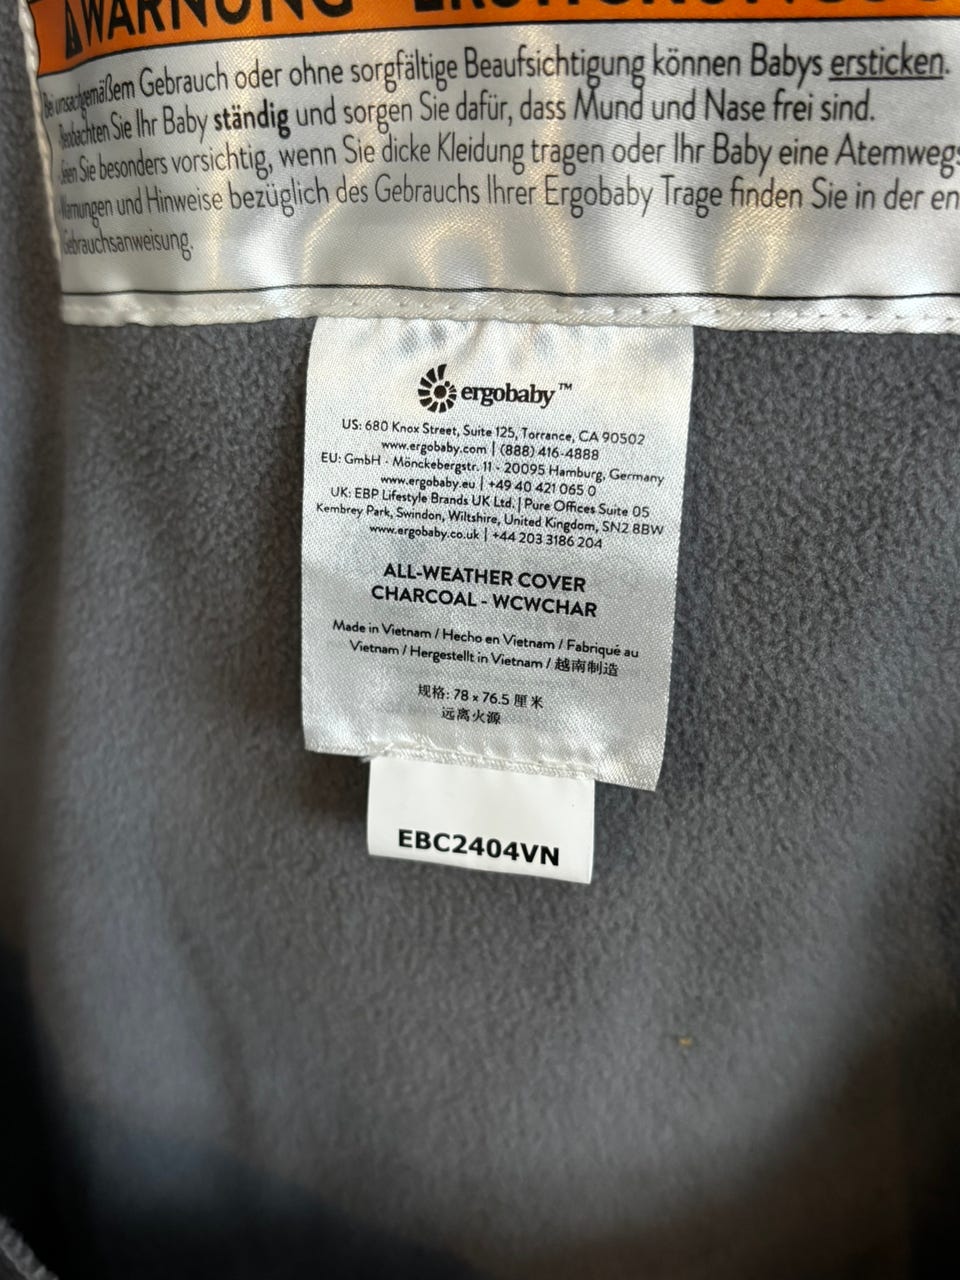 WARNUNG
Bei unsachgemäßem Gebrauch oder ohne sorgfältige Beaufsichtigung können Babys ersticken.
Beobachten Sie Ihr Baby ständig und sorgen Sie dafür, dass Mund und Nase frei sind.
Seien Sie besonders vorsichtig, wenn Sie dicke Kleidung tragen oder Ihr Baby eine Atemwegs
Warnungen und Hinweise bezüglich des Gebrauchs Ihrer Ergobaby Trage finden Sie in der en
Gebrauchsanweisung.
ergobaby™
US: 680 Knox Street, Suite 125, Torrance, CA 90502
www.ergobaby.com | (888) 416-4888
EU: GmbH - Mönckebergstr. 11 - 20095 Hamburg, Germany
www.ergobaby.eu | +49 40 421 065 0
UK: EBP Lifestyle Brands UK Ltd. | Pure Offices Suite 05
Kembrey Park, Swindon, Wiltshire, United Kingdom, SN2 8BW
www.ergobaby.co.uk | +44 203 3186 204
ALL-WEATHER COVER
CHARCOAL - WCWCHAR
Made in Vietnam / Hecho en Vietnam / Fabriqué au
Vietnam / Hergestellt in Vietnam / 越南制造
规格: 78 x 76.5 厘米
远离火源
EBC2404VN